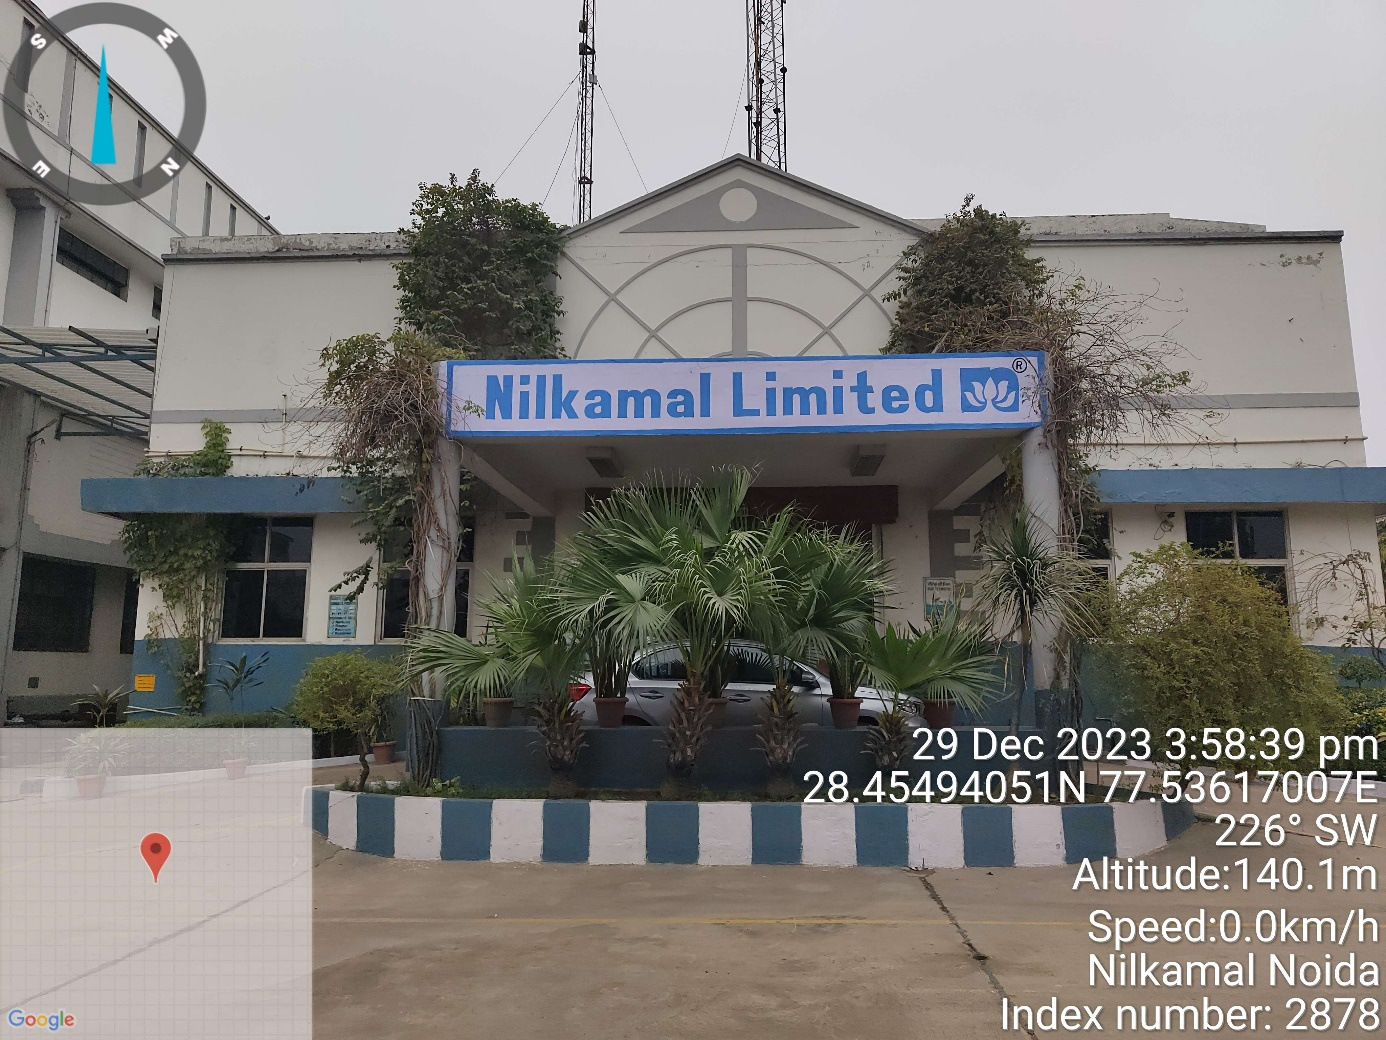 S
W
E
N
Nilkamal Limited ®
29 Dec 2023 3:58:39 pm
28.45494051N 77.53617007E
226° SW
Altitude:140.1m
Speed:0.0km/h
Nilkamal Noida
Index number: 2878
Google